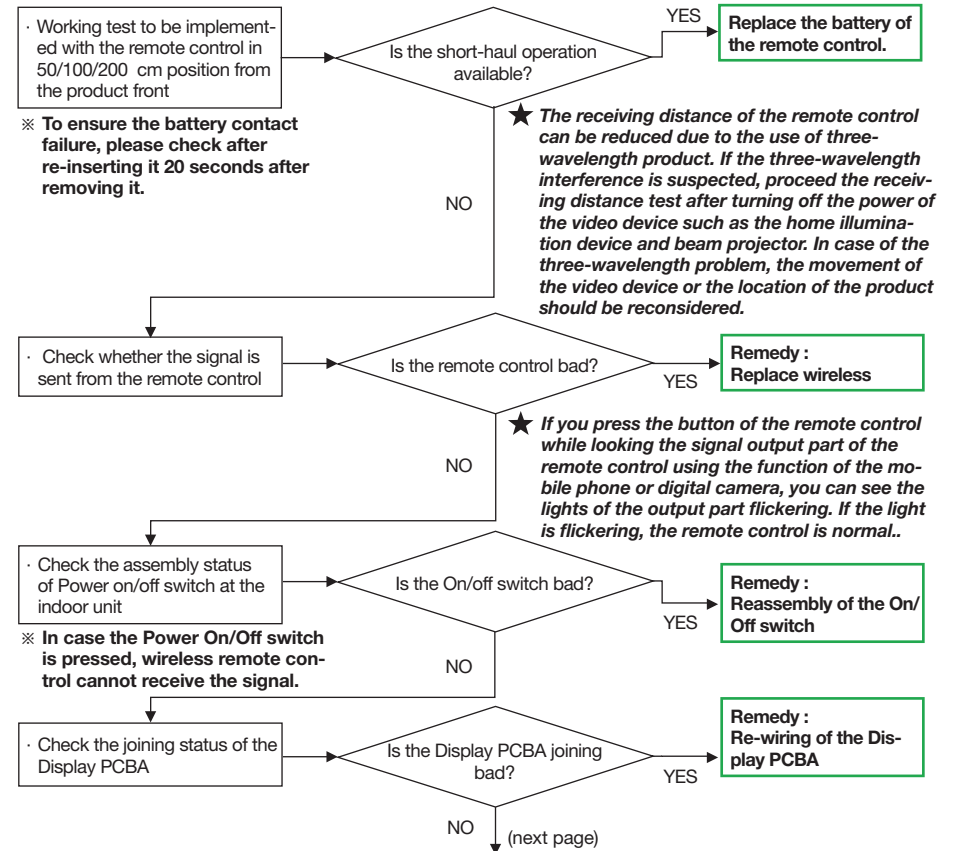 · Working test to be implement-
ed with the remote control in
50/100/200 cm position from
the product front
※ To ensure the battery contact
failure, please check after
re-inserting it 20 seconds after
removing it.
Is the short-haul operation
available?
YES
Replace the battery of
the remote control.
NO
★ The receiving distance of the remote control
can be reduced due to the use of three-
wavelength product. If the three-wavelength
interference is suspected, proceed the receiv-
ing distance test after turning off the power of
the video device such as the home illumina-
tion device and beam projector. In case of the
three-wavelength problem, the movement of
the video device or the location of the product
should be reconsidered.
· Check whether the signal is
sent from the remote control
Is the remote control bad?
YES
Remedy :
Replace wireless
NO
★ If you press the button of the remote control
while looking the signal output part of the
remote control using the function of the mo-
bile phone or digital camera, you can see the
lights of the output part flickering. If the light
is flickering, the remote control is normal..
· Check the assembly status
of Power on/off switch at the
indoor unit
※ In case the Power On/Off switch
is pressed, wireless remote con-
trol cannot receive the signal.
Is the On/off switch bad?
YES
Remedy :
Reassembly of the On/
Off switch
NO
· Check the joining status of the
Display PCBA
Is the Display PCBA joining
bad?
YES
Remedy :
Re-wiring of the Dis-
play PCBA
NO
(next page)